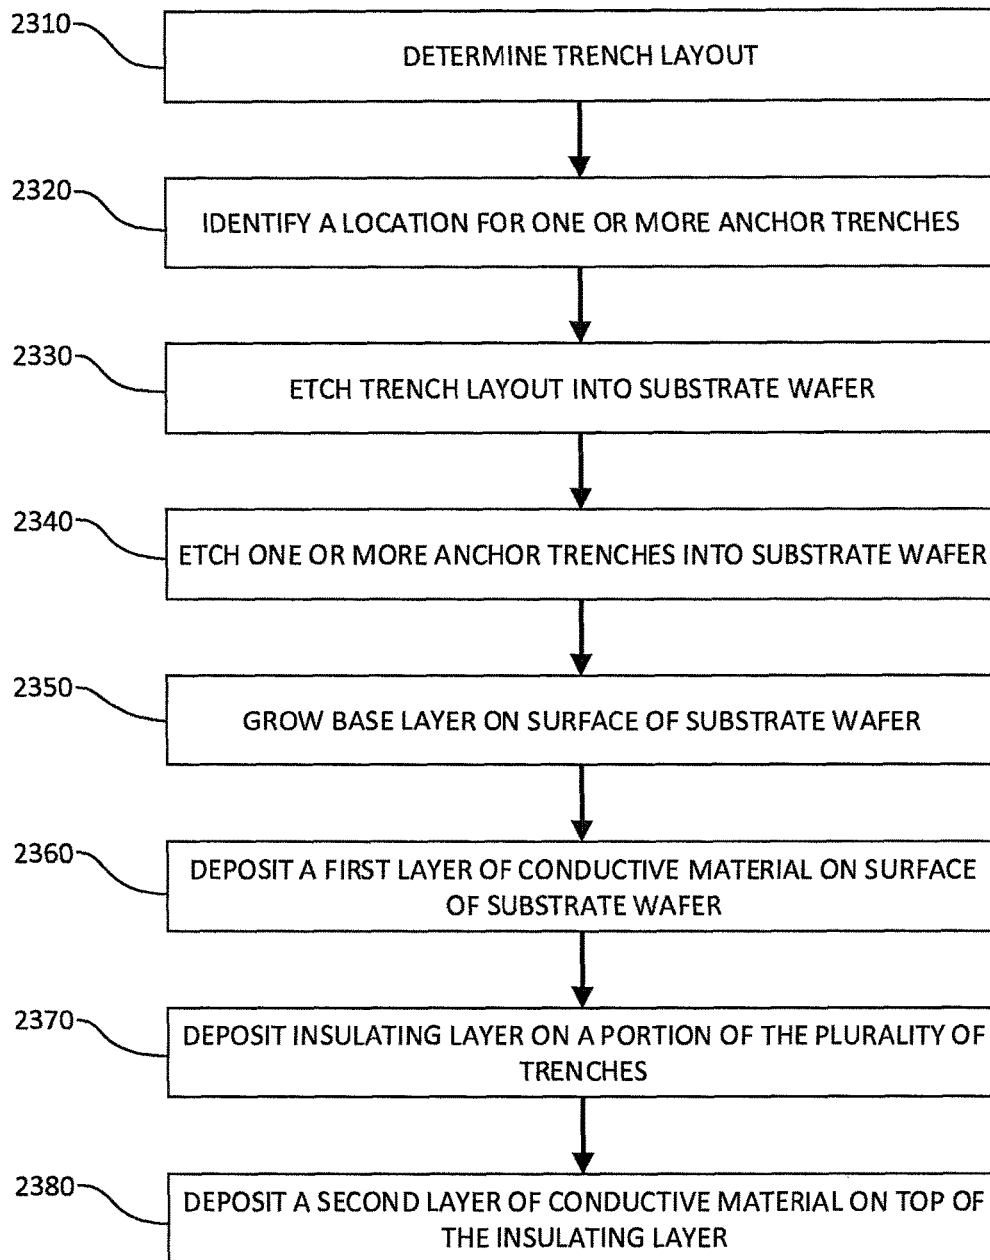 2310
DETERMINE TRENCH LAYOUT
2320
IDENTIFY A LOCATION FOR ONE OR MORE ANCHOR TRENCHES
2330
ETCH TRENCH LAYOUT INTO SUBSTRATE WAFER
2340
ETCH ONE OR MORE ANCHOR TRENCHES INTO SUBSTRATE WAFER
2350
GROW BASE LAYER ON SURFACE OF SUBSTRATE WAFER
2360
DEPOSIT A FIRST LAYER OF CONDUCTIVE MATERIAL ON SURFACE
OF SUBSTRATE WAFER
2370
DEPOSIT INSULATING LAYER ON A PORTION OF THE PLURALITY OF
TRENCHES
2380
DEPOSIT A SECOND LAYER OF CONDUCTIVE MATERIAL ON TOP OF
THE INSULATING LAYER